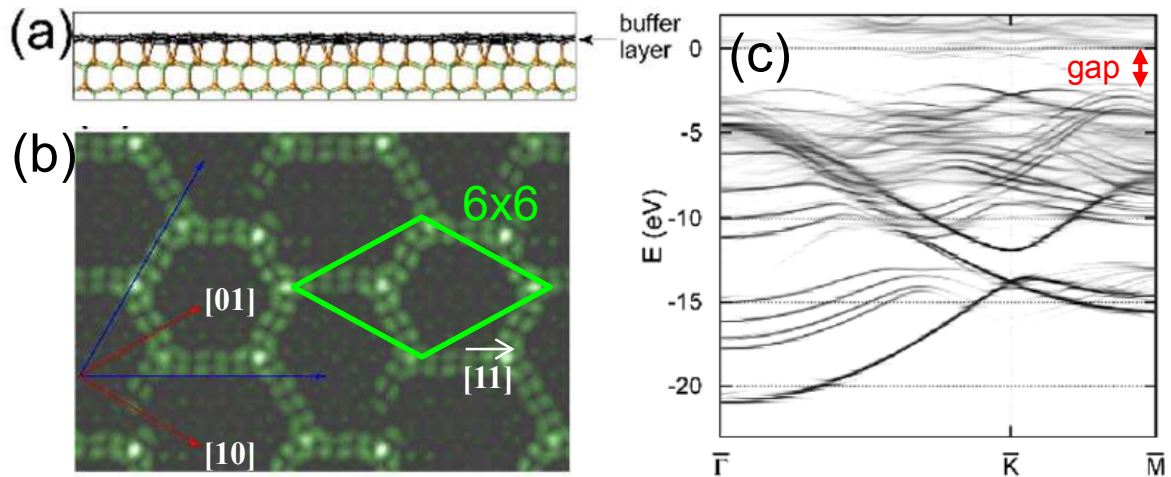 (a)
buffer
layer
(b)
6x6
[01]
[11]
[10]
(c)
gap
E (eV)
0
-5
-10
-15
-20
Γ̅
K̅
M̅